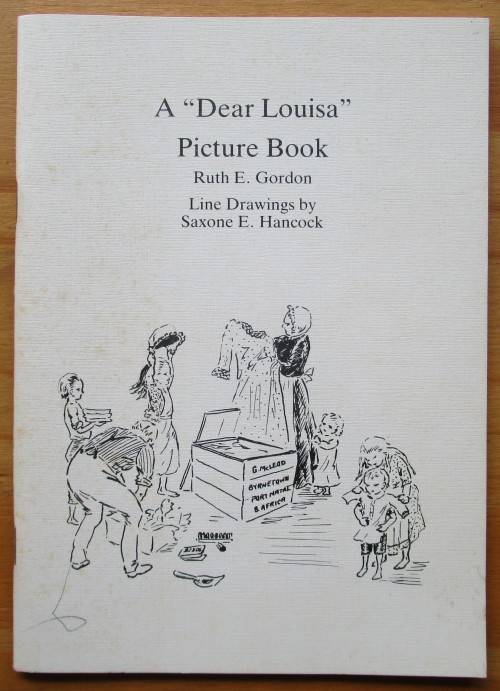 A “Dear Louisa”
Picture Book
Ruth E. Gordon
Line Drawings by
Saxone E. Hancock
G. McLEOD
BYRNETOWN
PORT NATAL
S AFRICA